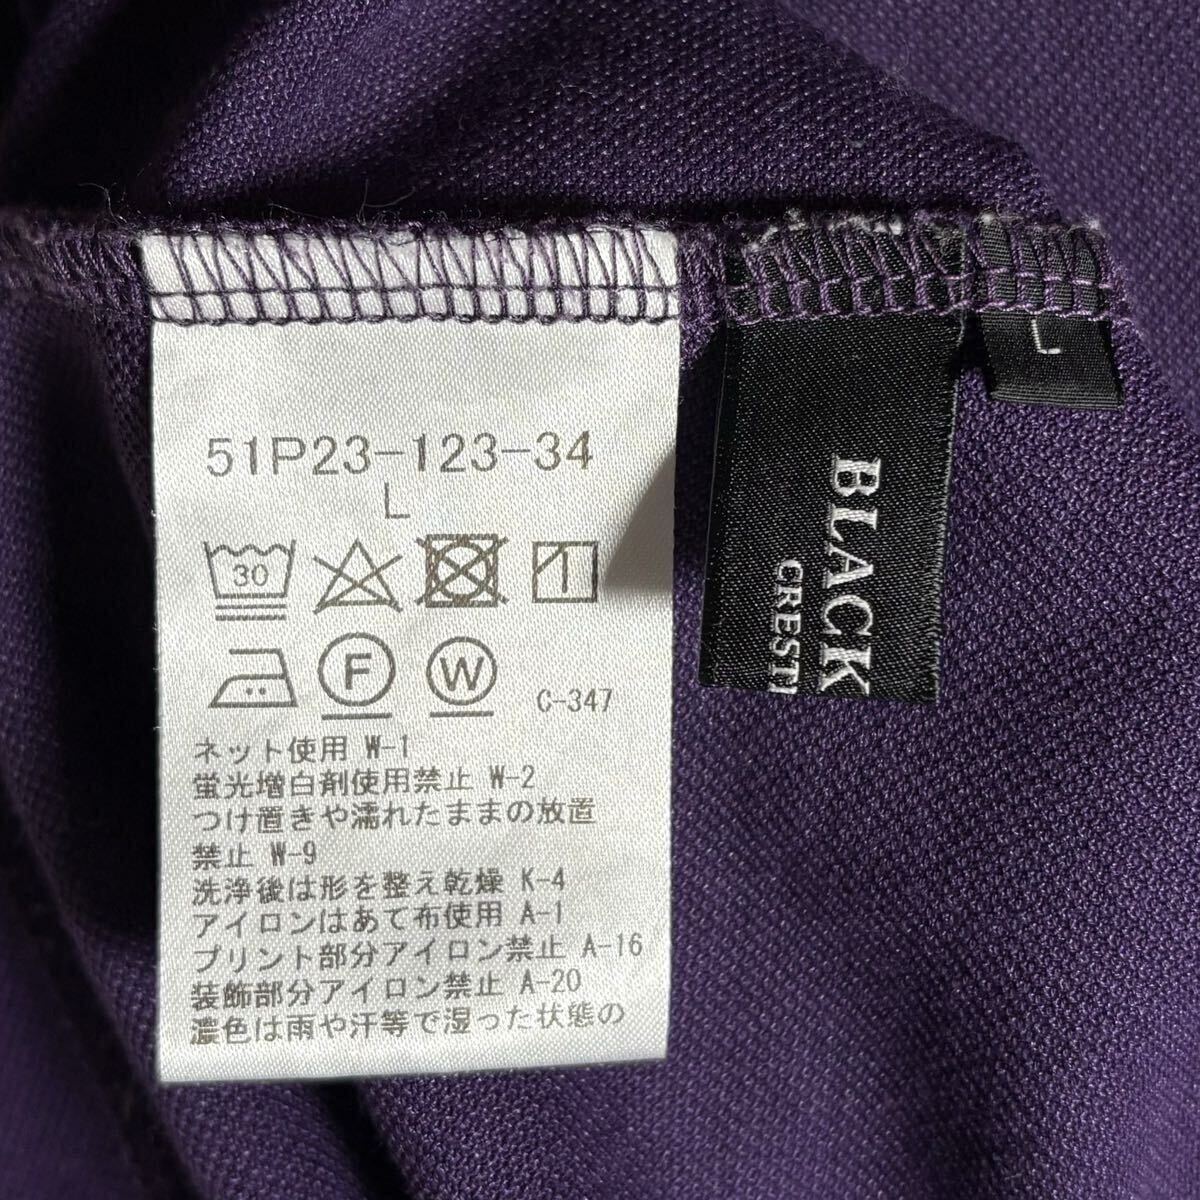 51P23-123-34
L
30
F
W
C-347
ネット使用 W-1
蛍光増白剤使用禁止 W-2
つけ置きや濡れたままの放置
禁止 W-9
洗浄後は形を整え乾燥 K-4
アイロンはあて布使用 A-1
プリント部分アイロン禁止 A-16
装飾部分アイロン禁止 A-20
濃色は雨や汗等で湿った状態の
BLACK
L